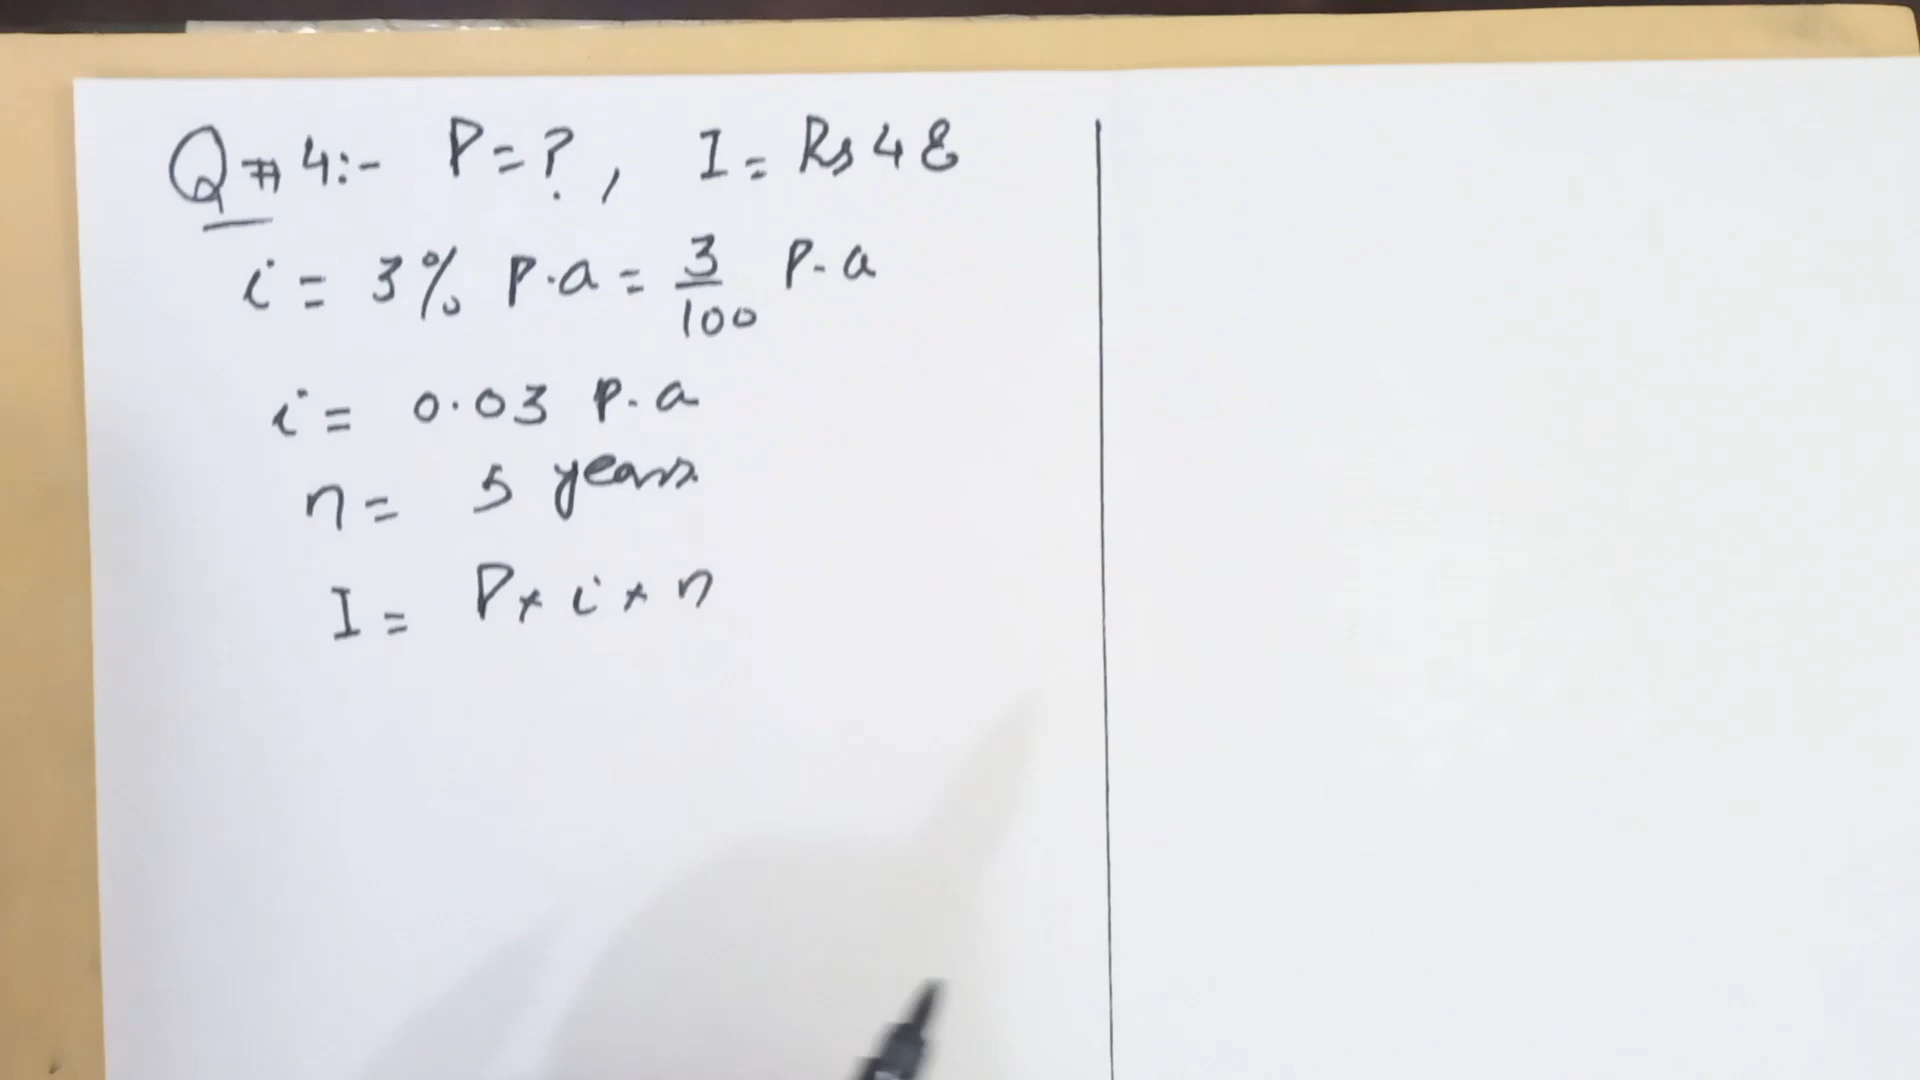 Q#4:- P=?, I= Rs 48
i= 3% P.a= 3/100 P.a
i= 0.03 P.a
n= 5 years.
I= P× i× n